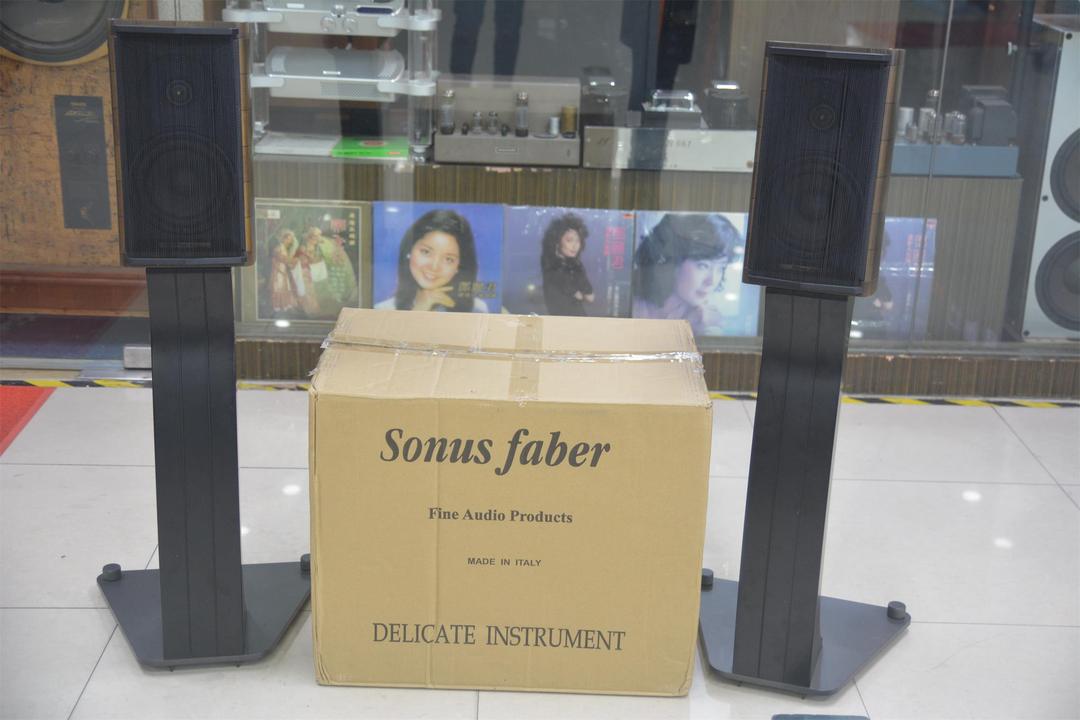 Sonus faber
Fine Audio Products
MADE IN ITALY
DELICATE INSTRUMENT